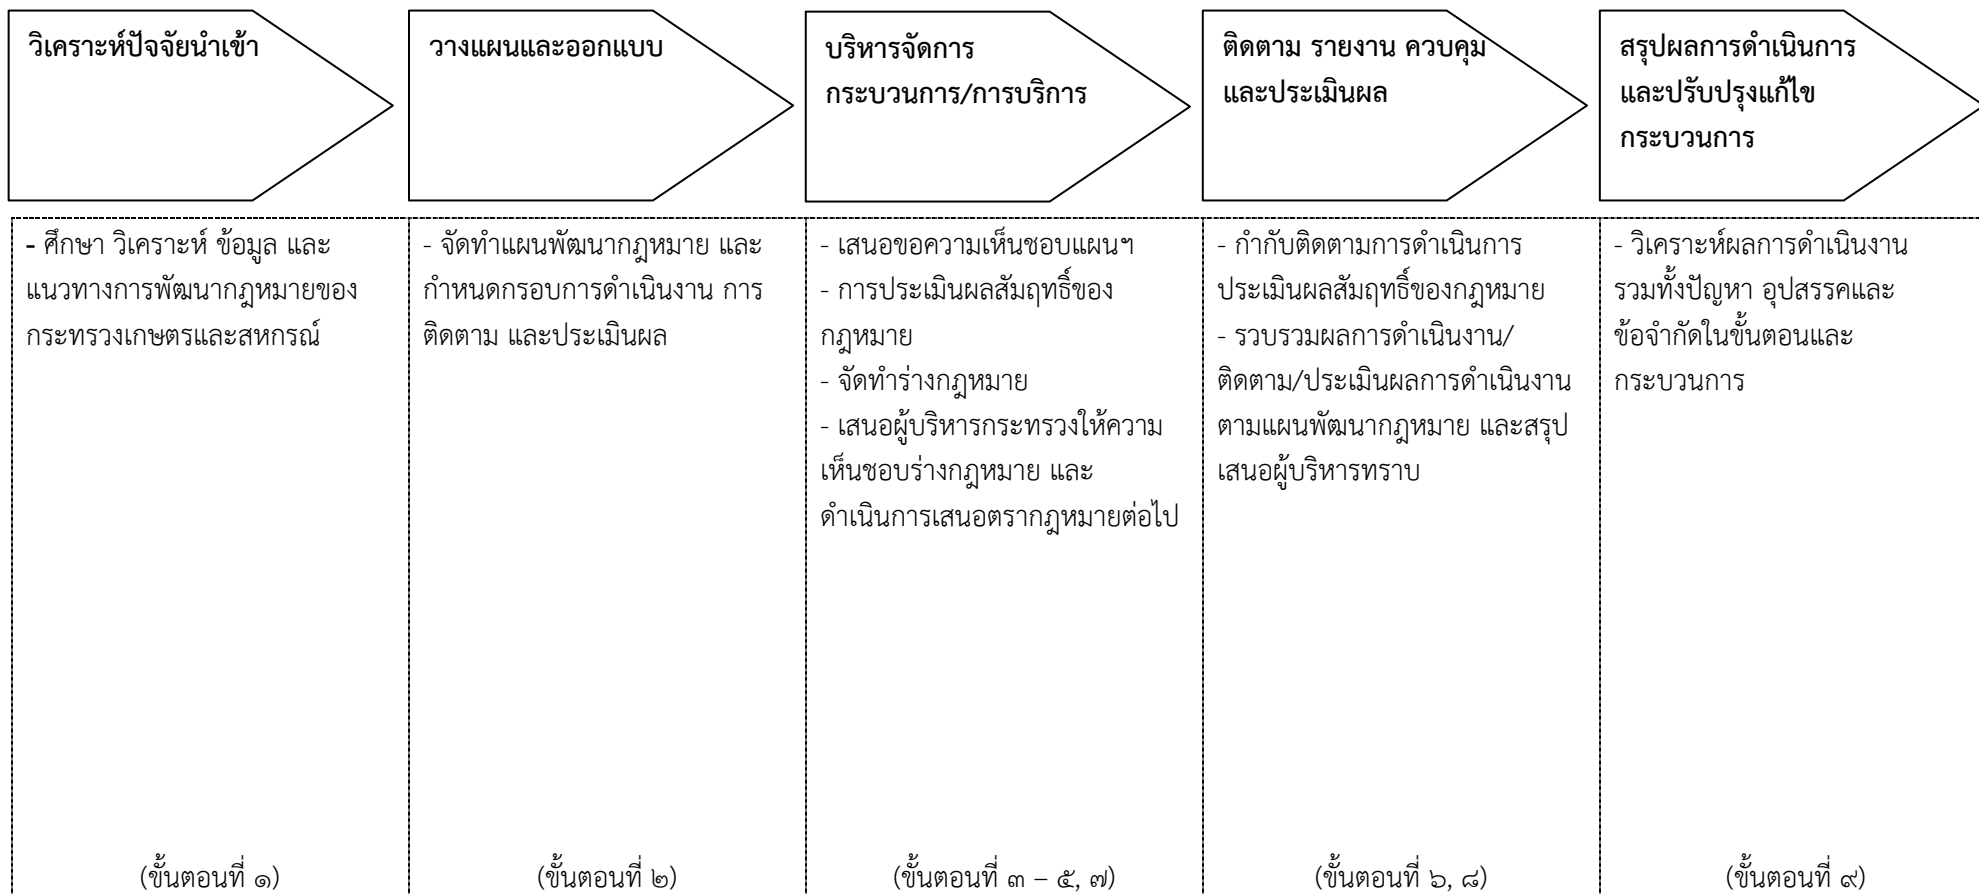 วิเคราะห์ปัจจัยนำเข้า
วางแผนและออกแบบ
บริหารจัดการ
กระบวนการ/การบริการ
ติดตาม รายงาน ควบคุม
และประเมินผล
สรุปผลการดำเนินการ
และปรับปรุงแก้ไข
กระบวนการ
- ศึกษา วิเคราะห์ ข้อมูล และ
แนวทางการพัฒนากฎหมายของ
กระทรวงเกษตรและสหกรณ์
(ขั้นตอนที่ ๑)
- จัดทำแผนพัฒนากฎหมาย และ
กำหนดกรอบการดำเนินงาน การ
ติดตาม และประเมินผล
(ขั้นตอนที่ ๒)
- เสนอขอความเห็นชอบแผนฯ
- การประเมินผลสัมฤทธิ์ของ
กฎหมาย
- จัดทำร่างกฎหมาย
- เสนอผู้บริหารกระทรวงให้ความ
เห็นชอบร่างกฎหมาย และ
ดำเนินการเสนอตรากฎหมายต่อไป
(ขั้นตอนที่ ๓ – ๕, ๗)
- กำกับติดตามการดำเนินการ
ประเมินผลสัมฤทธิ์ของกฎหมาย
- รวบรวมผลการดำเนินงาน/
ติดตาม/ประเมินผลการดำเนินงาน
ตามแผนพัฒนากฎหมาย และสรุป
เสนอผู้บริหารทราบ
(ขั้นตอนที่ ๖, ๘)
- วิเคราะห์ผลการดำเนินงาน
รวมทั้งปัญหา อุปสรรคและ
ข้อจำกัดในขั้นตอนและ
กระบวนการ
(ขั้นตอนที่ ๙)